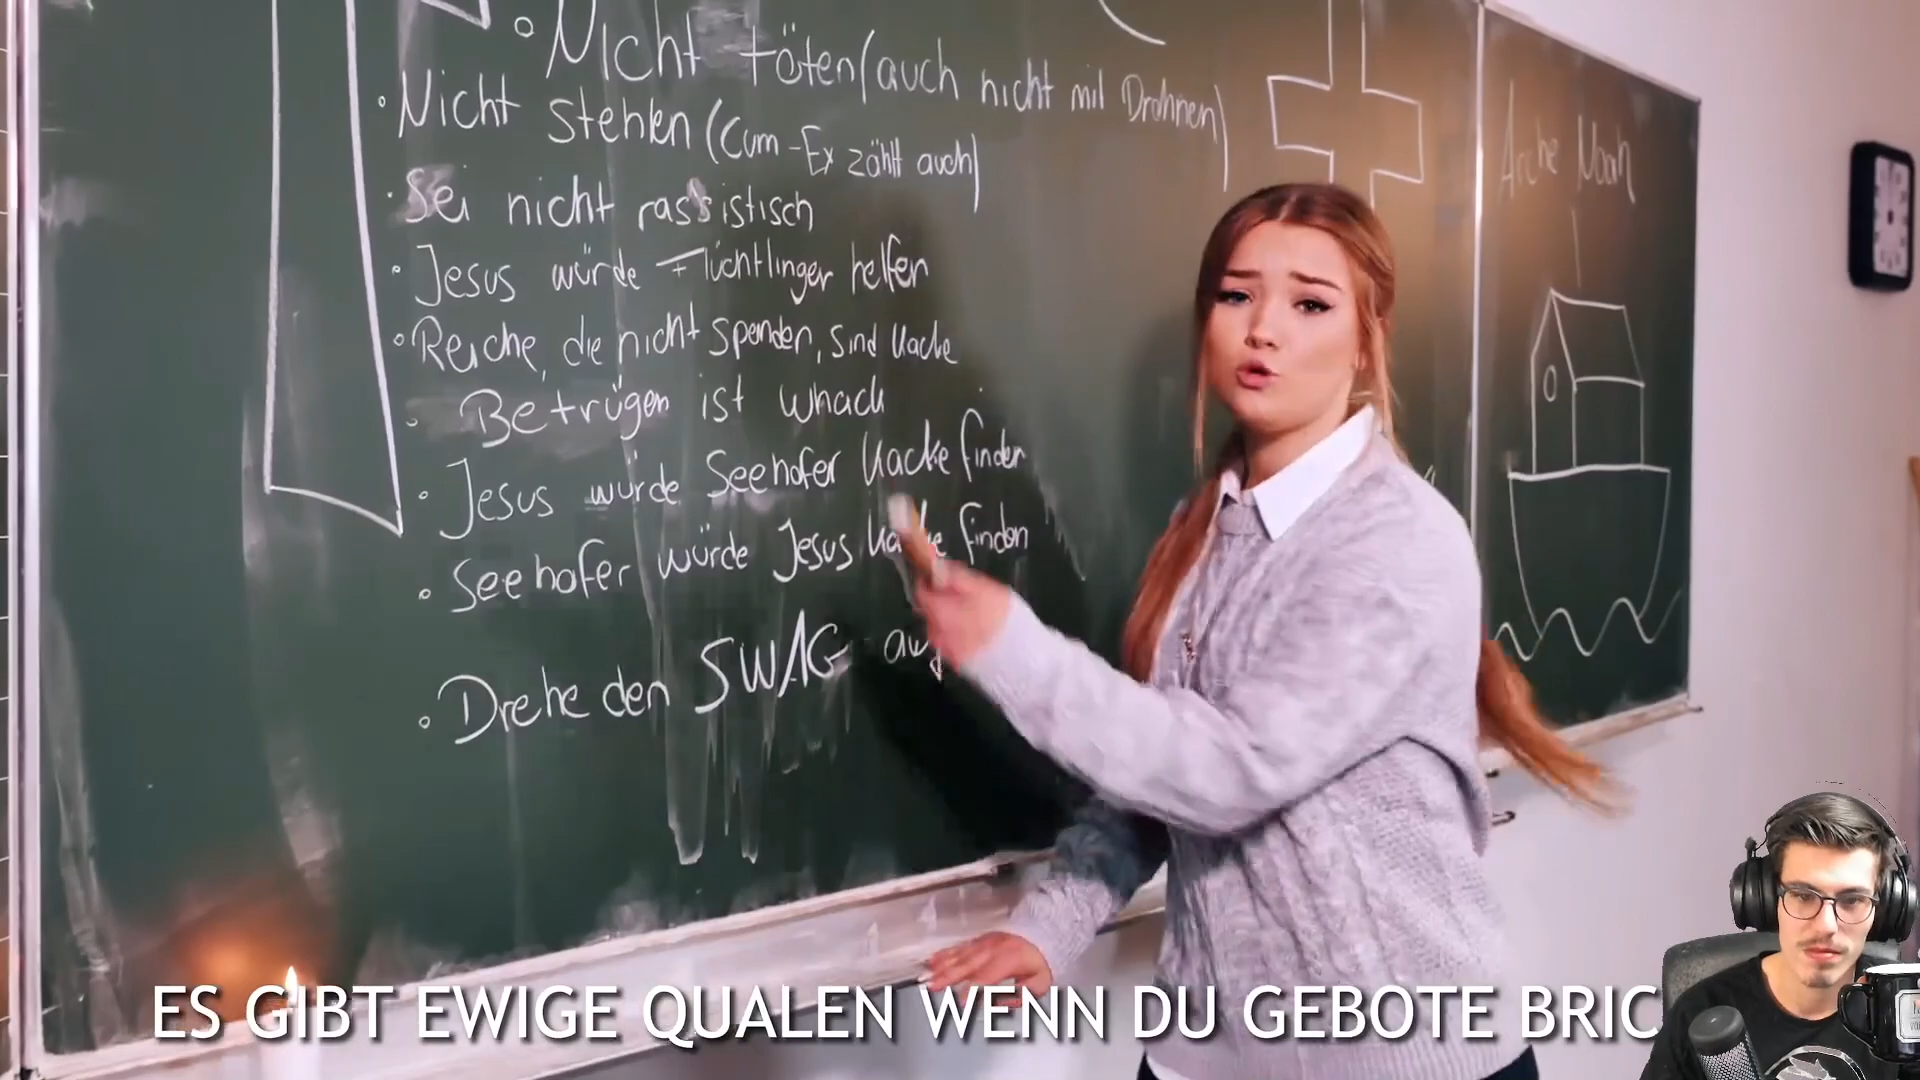 Nicht töten (auch nicht mit Drohnen)
Nicht stehlen (Cum-Ex zählt auch)
Sei nicht rassistisch
Jesus würde Flüchtlingen helfen
Reiche, die nicht spenden, sind kacke
Betrügen ist whack
Jesus würde Seehofer kacke finden
Seehofer würde Jesus kacke finden
Drehe den SWAG auf
Arche Noah
ES GIBT EWIGE QUALEN WENN DU GEBOTE BRIC